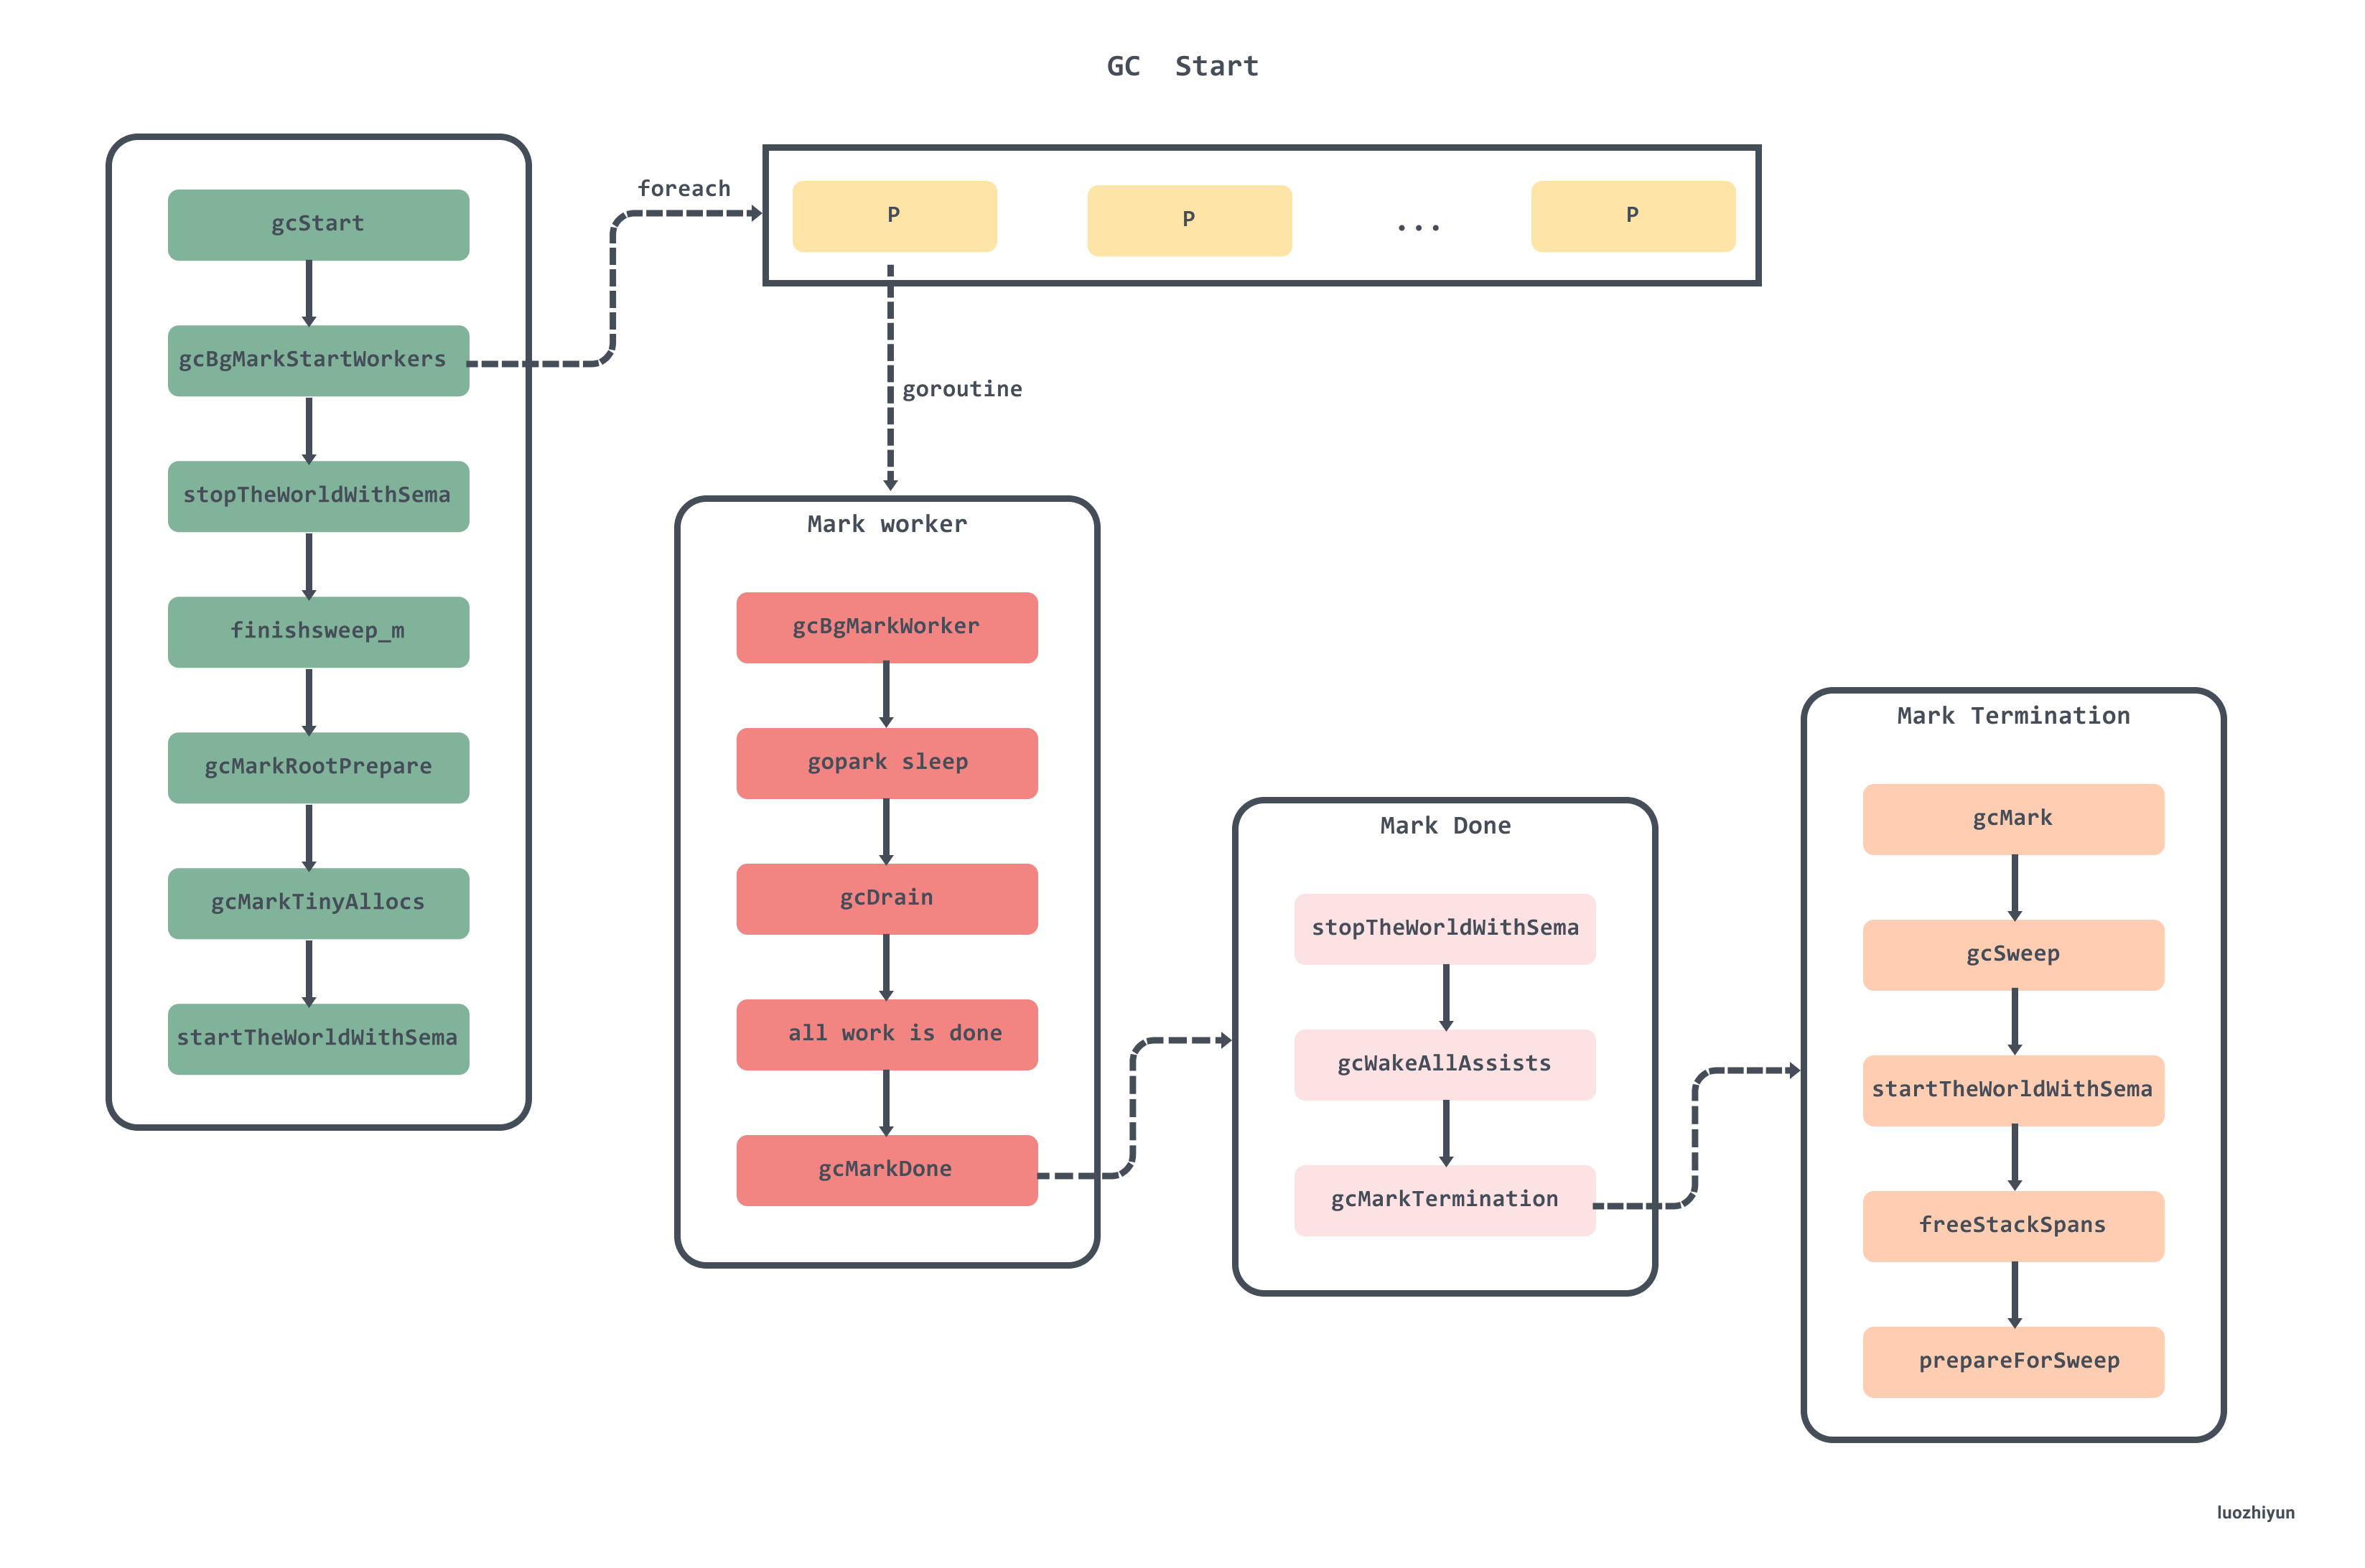 GC Start
gcStart
gcBgMarkStartWorkers
stopTheWorldWithSema
finishsweep_m
gcMarkRootPrepare
gcMarkTinyAllocs
startTheWorldWithSema
foreach
P
P
...
P
goroutine
Mark worker
gcBgMarkWorker
gopark sleep
gcDrain
all work is done
gcMarkDone
Mark Done
stopTheWorldWithSema
gcWakeAllAssists
gcMarkTermination
Mark Termination
gcMark
gcSweep
startTheWorldWithSema
freeStackSpans
prepareForSweep
luozhiyun